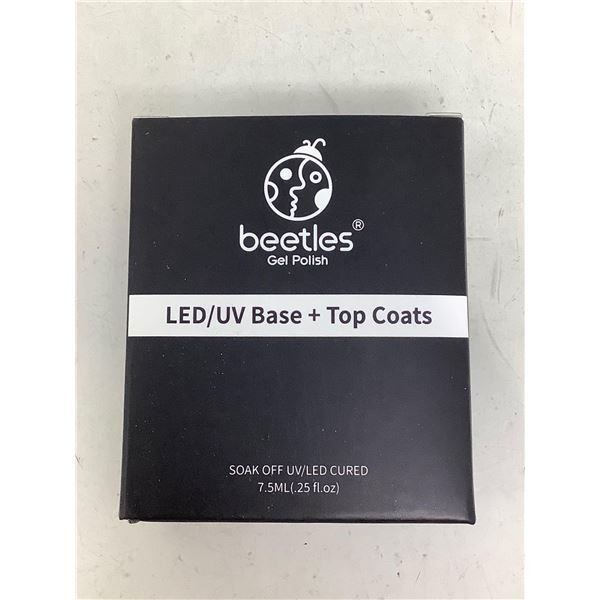 beetles®
Gel Polish
LED/UV Base + Top Coats
SOAK OFF UV/LED CURED
7.5ML(.25 fl.oz)